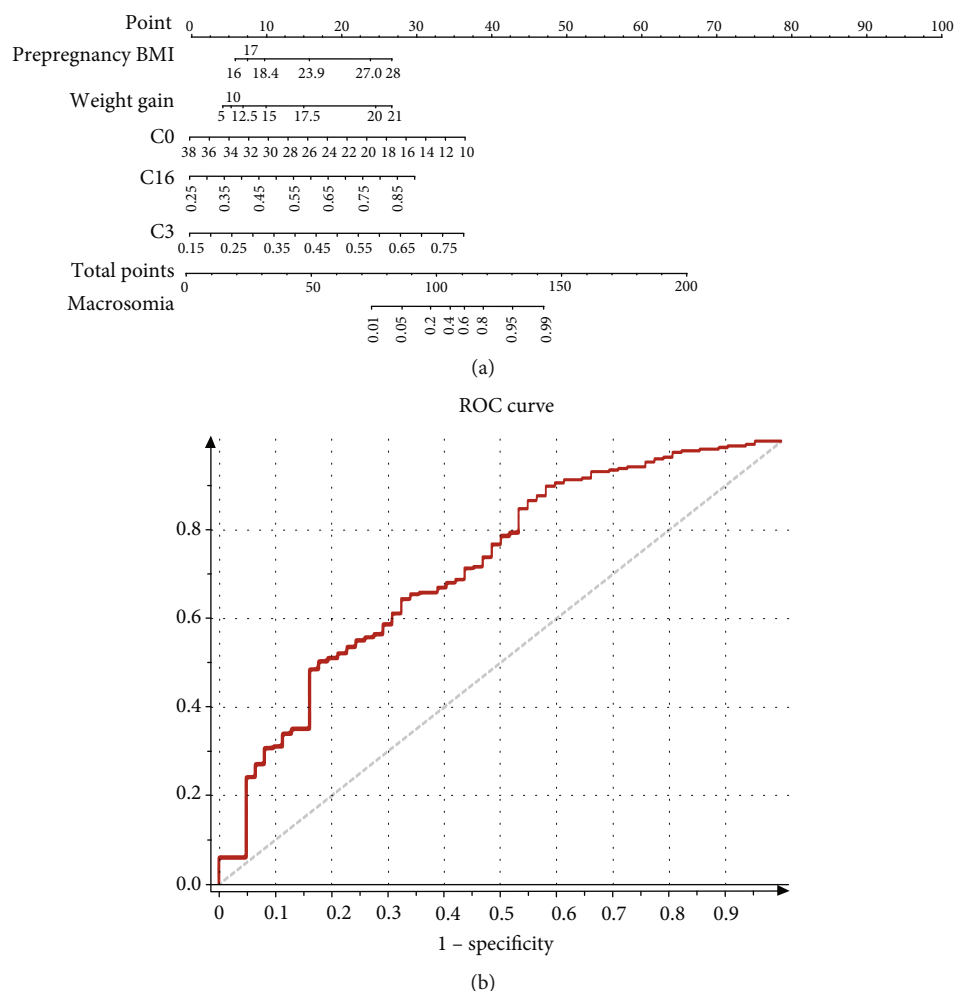 Point 0 10 20 30 40 50 60 70 80 90 100
17
Prepregnancy BMI
16 18.4 23.9 27.0 28
Weight gain 10
5 12.5 15 17.5 20 21
C0
38 36 34 32 30 28 26 24 22 20 18 16 14 12 10
C16
0.25 0.35 0.45 0.55 0.65 0.75 0.85
C3
0.15 0.25 0.35 0.45 0.55 0.65 0.75
Total points
0 50 100 150 200
Macrosomia
0.01 0.05 0.2 0.4 0.6 0.8 0.95 0.99
(a)
ROC curve
0.8
0.6
0.4
0.2
0.0
0 0.1 0.2 0.3 0.4 0.5 0.6 0.7 0.8 0.9
1 – specificity
(b)